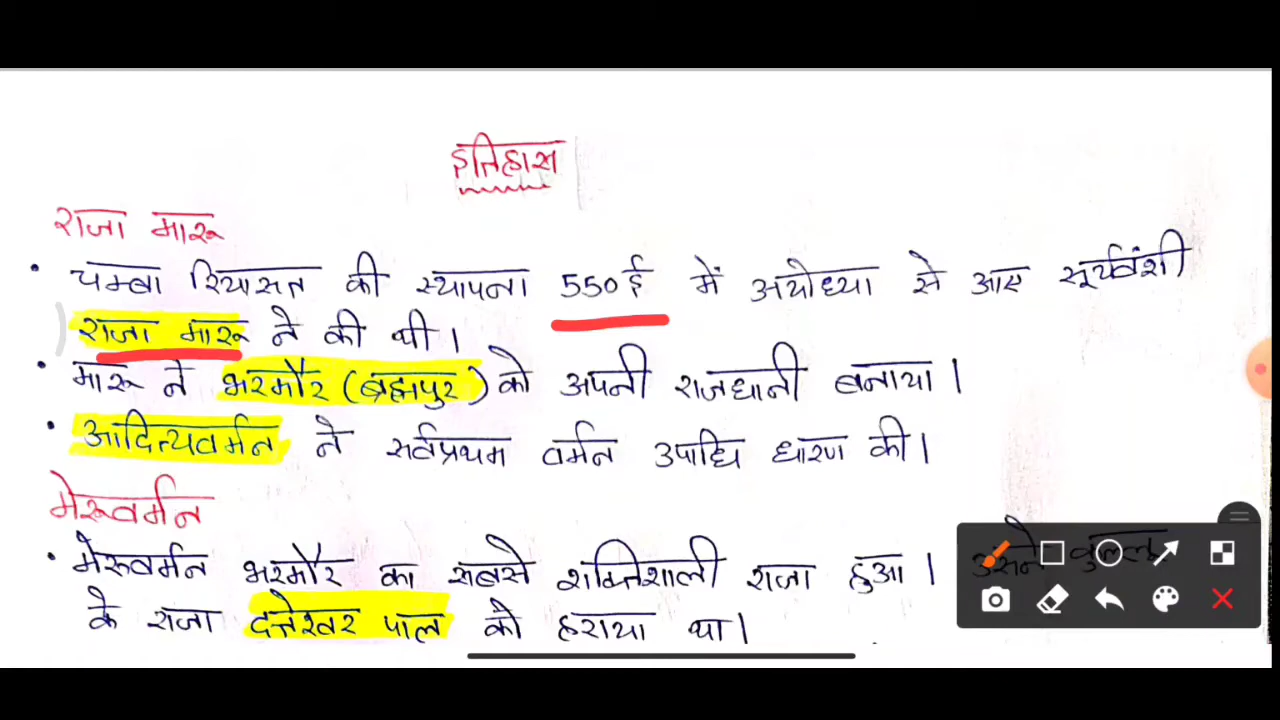 इतिहास
राजा मारू
• चम्बा रियासत की स्थापना 550ई में अयोध्या से आए सूर्यवंशी
राजा मारू ने की थी।
• मारू ने भरमौर (ब्रह्मपुर) को अपनी राजधानी बनाया।
• आदित्यवर्मन ने सर्वप्रथम वर्मन उपाधि धारण की।
मेरूवर्मन
• मेरूवर्मन भरमौर का सबसे शक्तिशाली राजा हुआ। उसने
के राजा दत्तेश्वर पाल को हराया था।